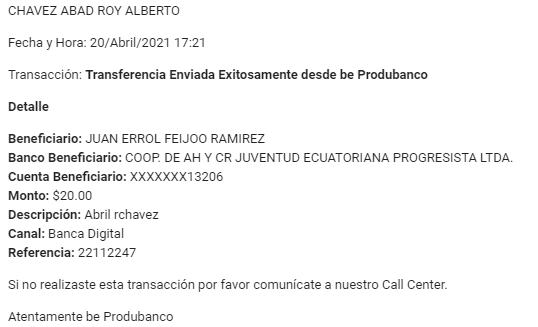 CHAVEZ ABAD ROY ALBERTO
Fecha y Hora: 20/Abril/2021 17:21
Transacción: Transferencia Enviada Exitosamente desde be Produbanco
Detalle
Beneficiario: JUAN ERROL FEIJOO RAMIREZ
Banco Beneficiario: COOP. DE AH Y CR JUVENTUD ECUATORIANA PROGRESISTA LTDA.
Cuenta Beneficiario: XXXXXXX13206
Monto: $20.00
Descripción: Abril rchavez
Canal: Banca Digital
Referencia: 22112247
Si no realizaste esta transacción por favor comunícate a nuestro Call Center.
Atentamente be Produbanco